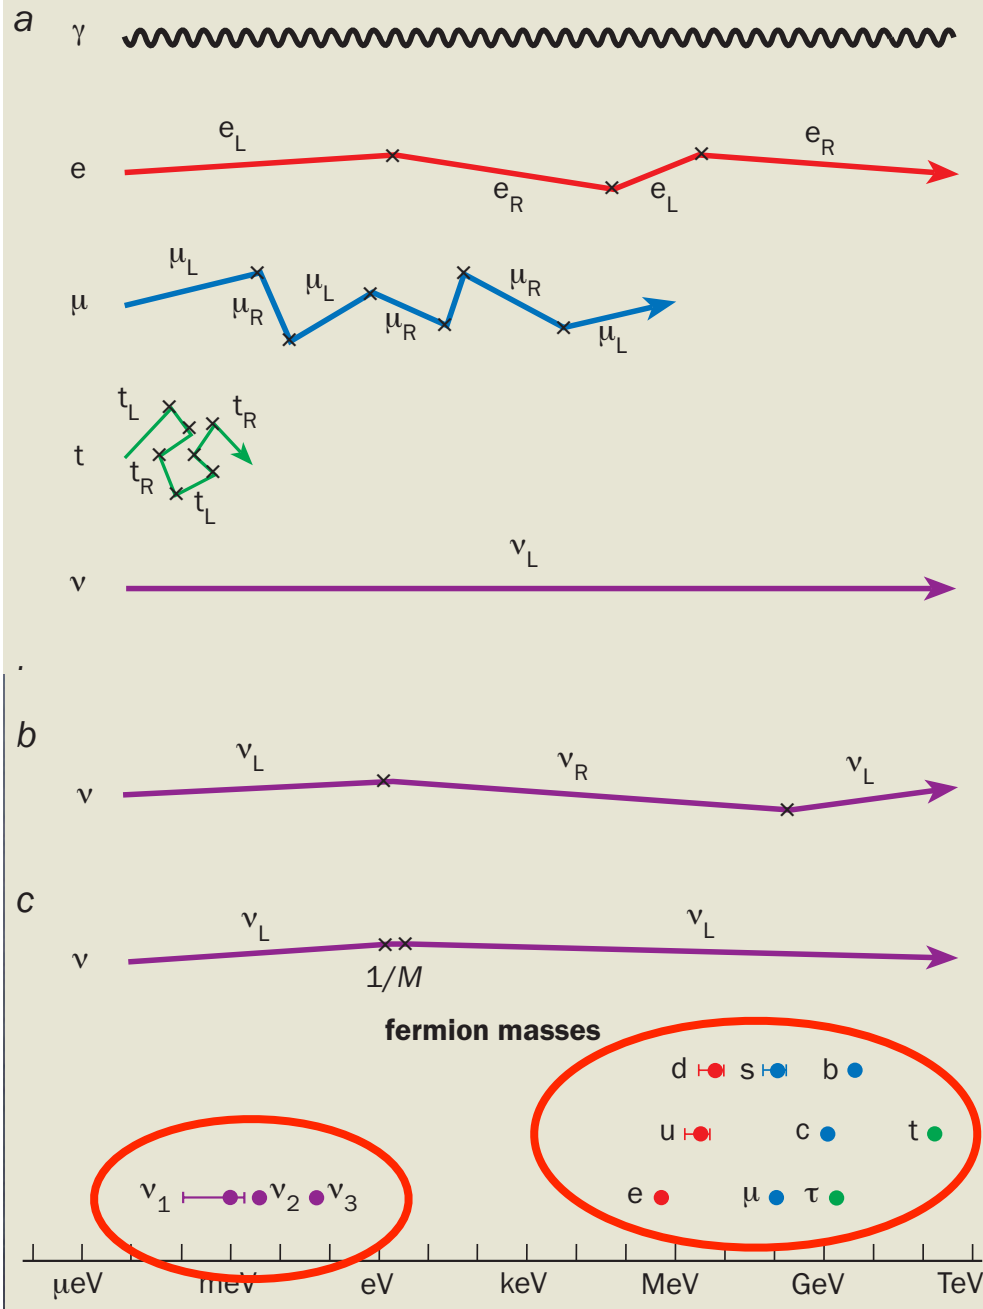 a
γ
e
e_L
e_R
e_L
e_R
μ
μ_L
μ_R
μ_L
μ_R
μ_R
μ_L
t
t_L
t_R
t_R
t_L
ν
ν_L
.
b
ν
ν_L
ν_R
ν_L
c
ν
ν_L
ν_L
1/M
fermion masses
d s b
u c t
ν_1 ν_2 ν_3 e μ τ
μeV meV eV keV MeV GeV TeV